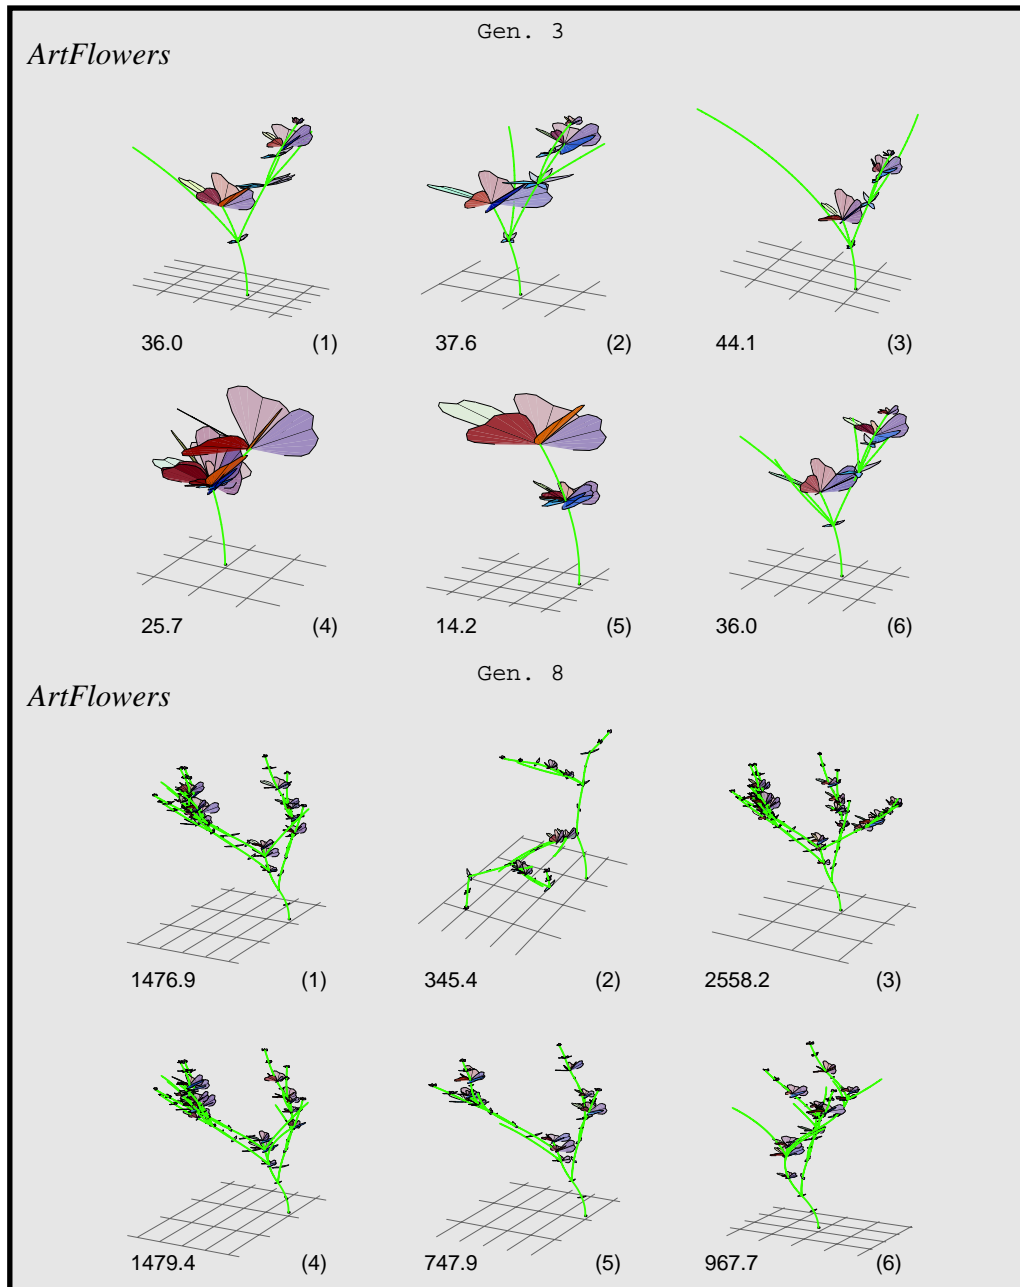 Gen. 3
ArtFlowers
36.0 (1) 37.6 (2) 44.1 (3)
25.7 (4) 14.2 (5) 36.0 (6)
Gen. 8
ArtFlowers
1476.9 (1) 345.4 (2) 2558.2 (3)
1479.4 (4) 747.9 (5) 967.7 (6)